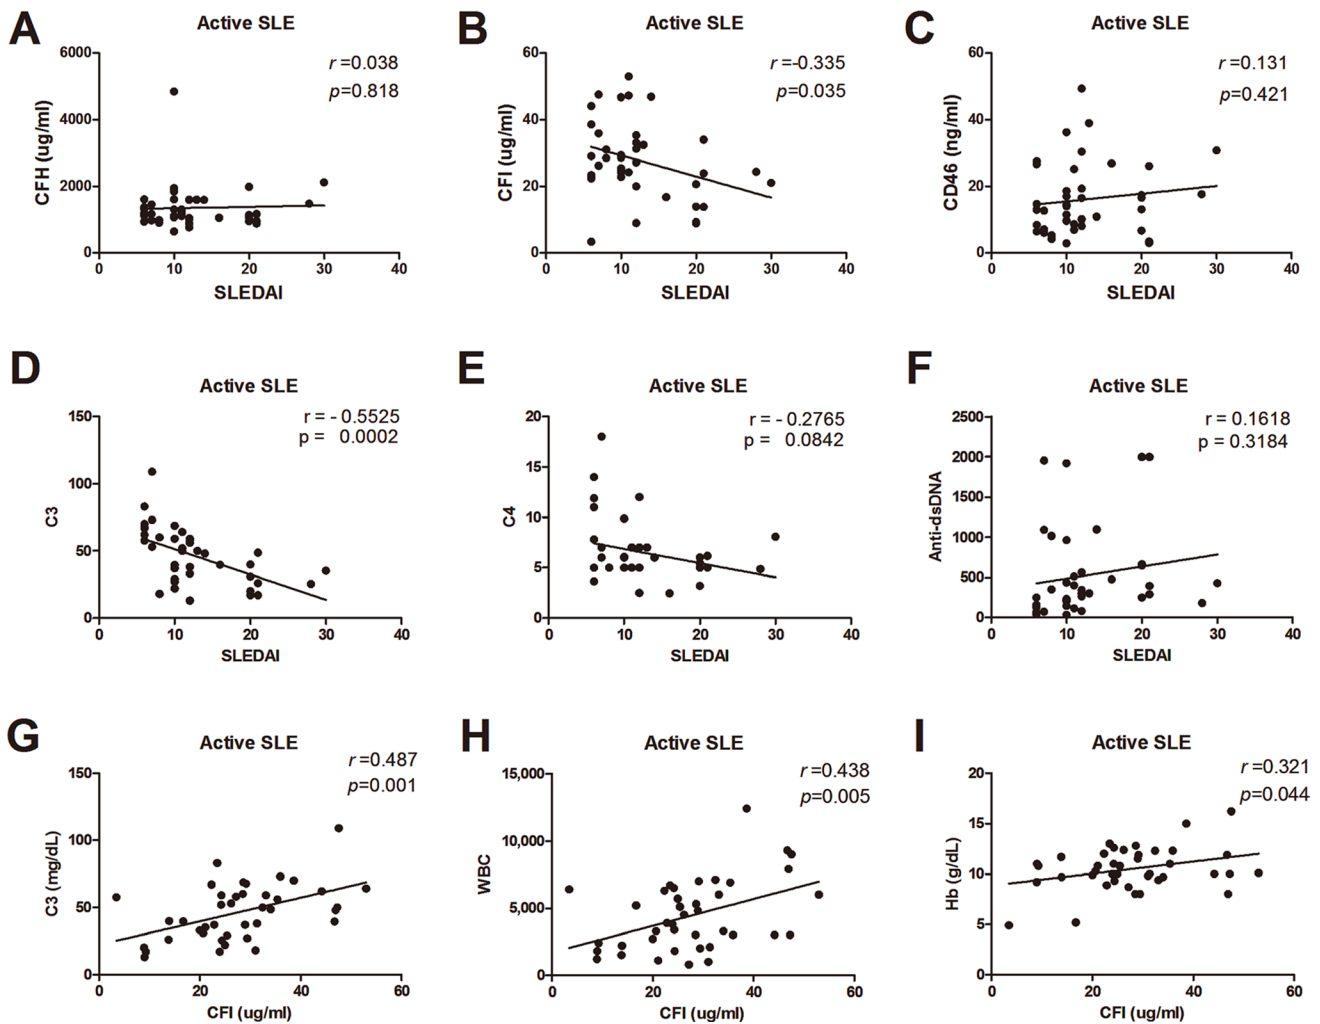 A
Active SLE
r =0.038
p=0.818
CFH (ug/ml)
6000
4000
2000
0
0 10 20 30 40
SLEDAI
B
Active SLE
r =-0.335
p=0.035
CFI (ug/ml)
60
40
20
0
0 10 20 30 40
SLEDAI
C
Active SLE
r =0.131
p=0.421
CD46 (ng/ml)
60
40
20
0
0 10 20 30 40
SLEDAI
D
Active SLE
r = - 0.5525
p = 0.0002
C3
150
100
50
0
0 10 20 30 40
SLEDAI
E
Active SLE
r = - 0.2765
p = 0.0842
C4
20
15
10
5
0
0 10 20 30 40
SLEDAI
F
Active SLE
r = 0.1618
p = 0.3184
Anti-dsDNA
2500
2000
1500
1000
500
0
0 10 20 30 40
SLEDAI
G
Active SLE
r =0.487
p=0.001
C3 (mg/dL)
150
100
50
0
0 20 40 60
CFI (ug/ml)
H
Active SLE
r =0.438
p=0.005
WBC
15,000
10,000
5,000
0
0 20 40 60
CFI (ug/ml)
I
Active SLE
r =0.321
p=0.044
Hb (g/dL)
20
15
10
5
0
0 20 40 60
CFI (ug/ml)